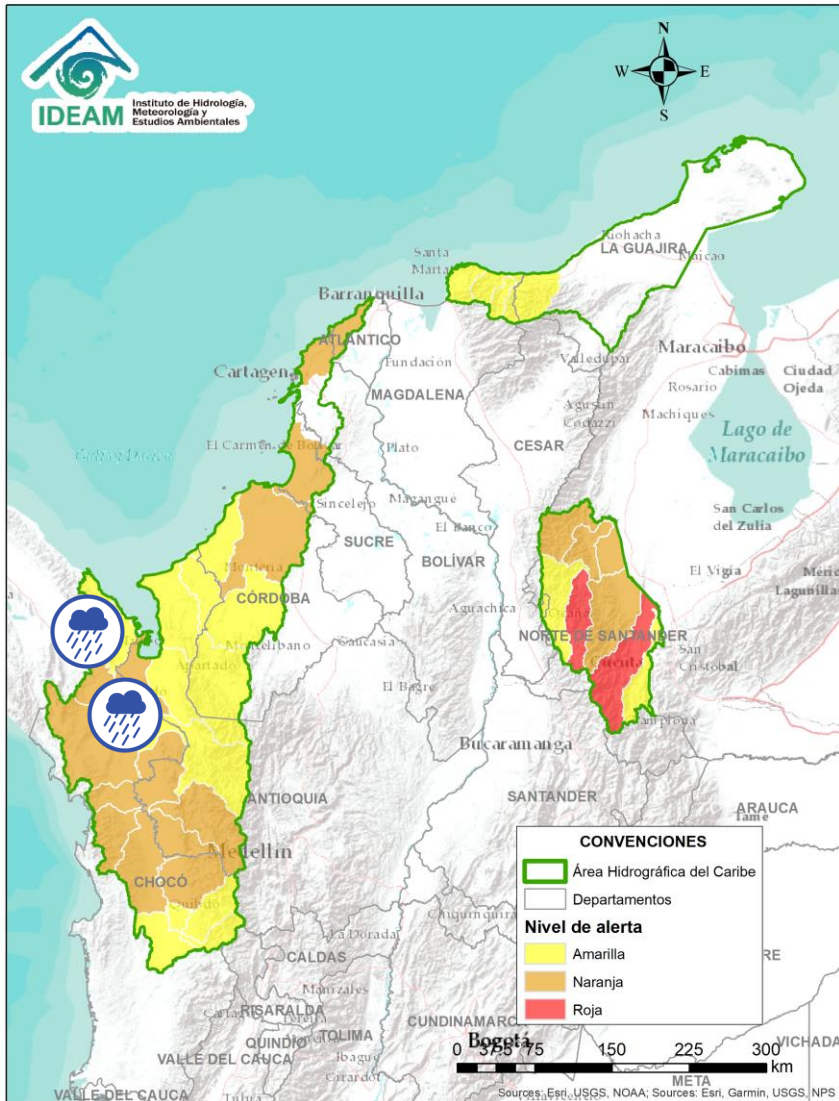 IDEAM
Instituto de Hidrología,
Meteorología y
Estudios Ambientales
N
W
E
S
Riohacha
LA GUAJIRA
Maicao
Santa
Marta
Barranquilla
ATLÁNTICO
Cartagena
Fundación
MAGDALENA
Valledupar
Maracaibo
Cabimas
Ciudad
Ojeda
Rosario
Machiques
Agustín
Codazzi
Lago de
Maracaibo
El Carmen de Bolívar
Plato
CESAR
Sincelejo
Magangué
San Carlos
del Zulia
SUCRE
El Banco
BOLÍVAR
Montería
El Vigía
CÓRDOBA
Aguachica
Ocaña
NORTE DE SANTANDER
Montelíbano
Caucasia
Apartadó
Cúcuta
San
Cristóbal
El Bagre
Pamplona
Bucaramanga
ANTIOQUIA
SANTANDER
ARAUCA
Tame
Medellín
CHOCÓ
Quibdó
CONVENCIONES
Área Hidrográfica del Caribe
Departamentos
Nivel de alerta
Amarilla
Naranja
Roja
La Dorada
CALDAS
Manizales
RISARALDA
QUINDÍO
TOLIMA
Ibague
Girardot
VALLE DEL CAUCA
VALLE DEL CAUCA
Tuluá
Bogotá
VICHADA
META
0 37,5 75 150 225 300
km
Sources: Esri, USGS, NOAA; Sources: Esri, Garmin, USGS, NPS